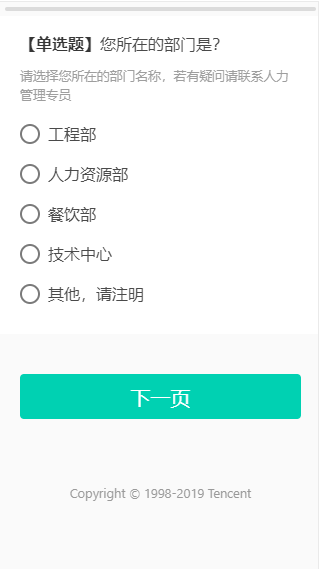 【单选题】您所在的部门是？
请选择您所在的部门名称，若有疑问请联系人力
管理专员
工程部
人力资源部
餐饮部
技术中心
其他，请注明
下一页
Copyright © 1998-2019 Tencent